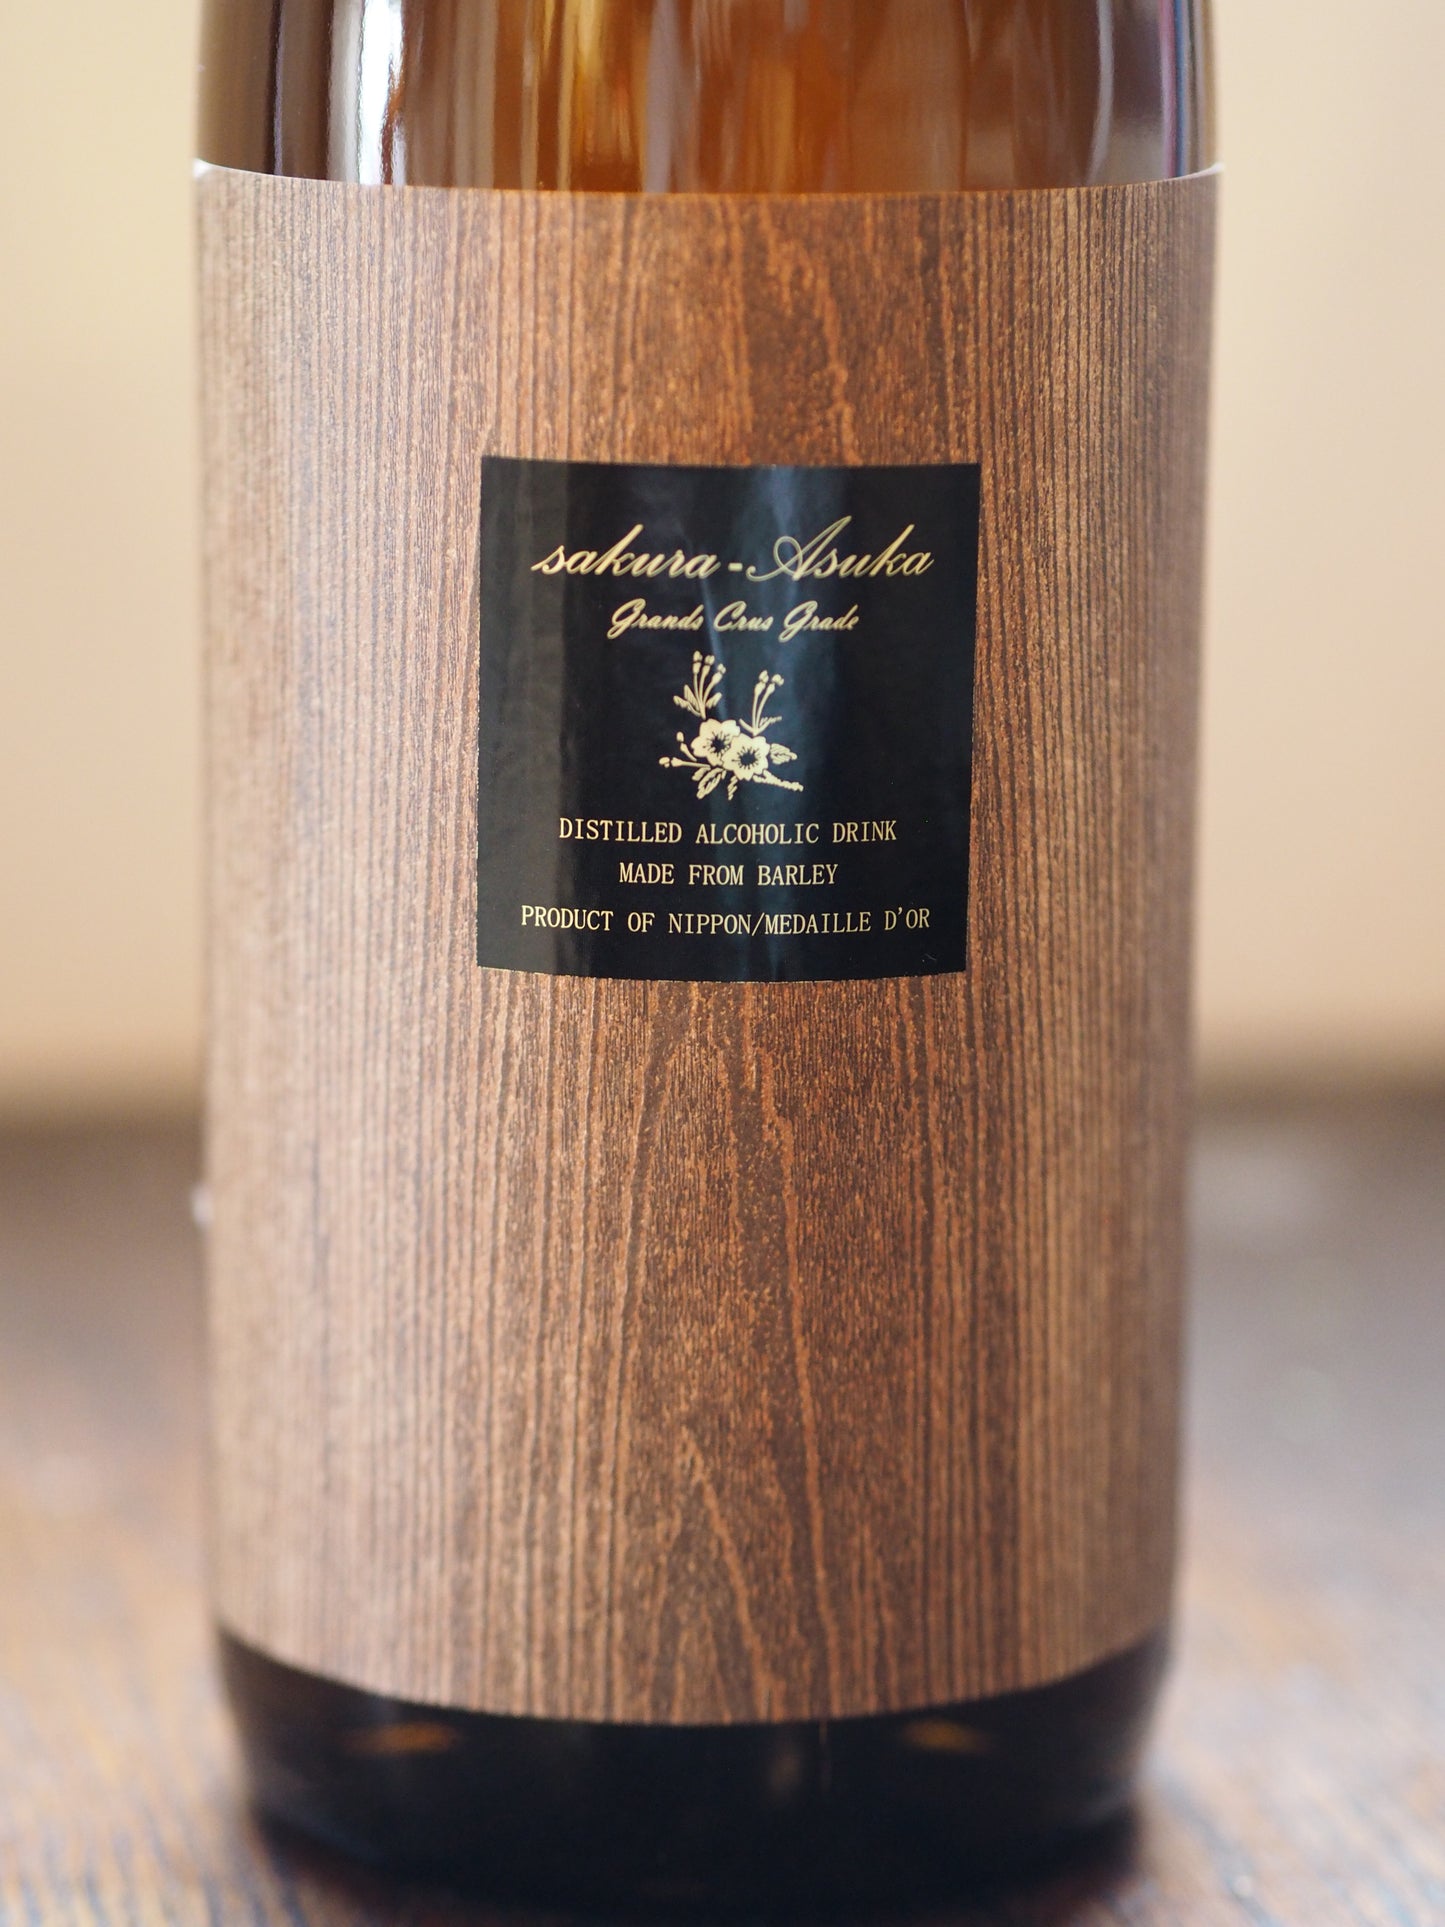 sakura-Asuka
Grands Crus Grade
DISTILLED ALCOHOLIC DRINK
MADE FROM BARLEY
PRODUCT OF NIPPON/MEDAILLE D'OR